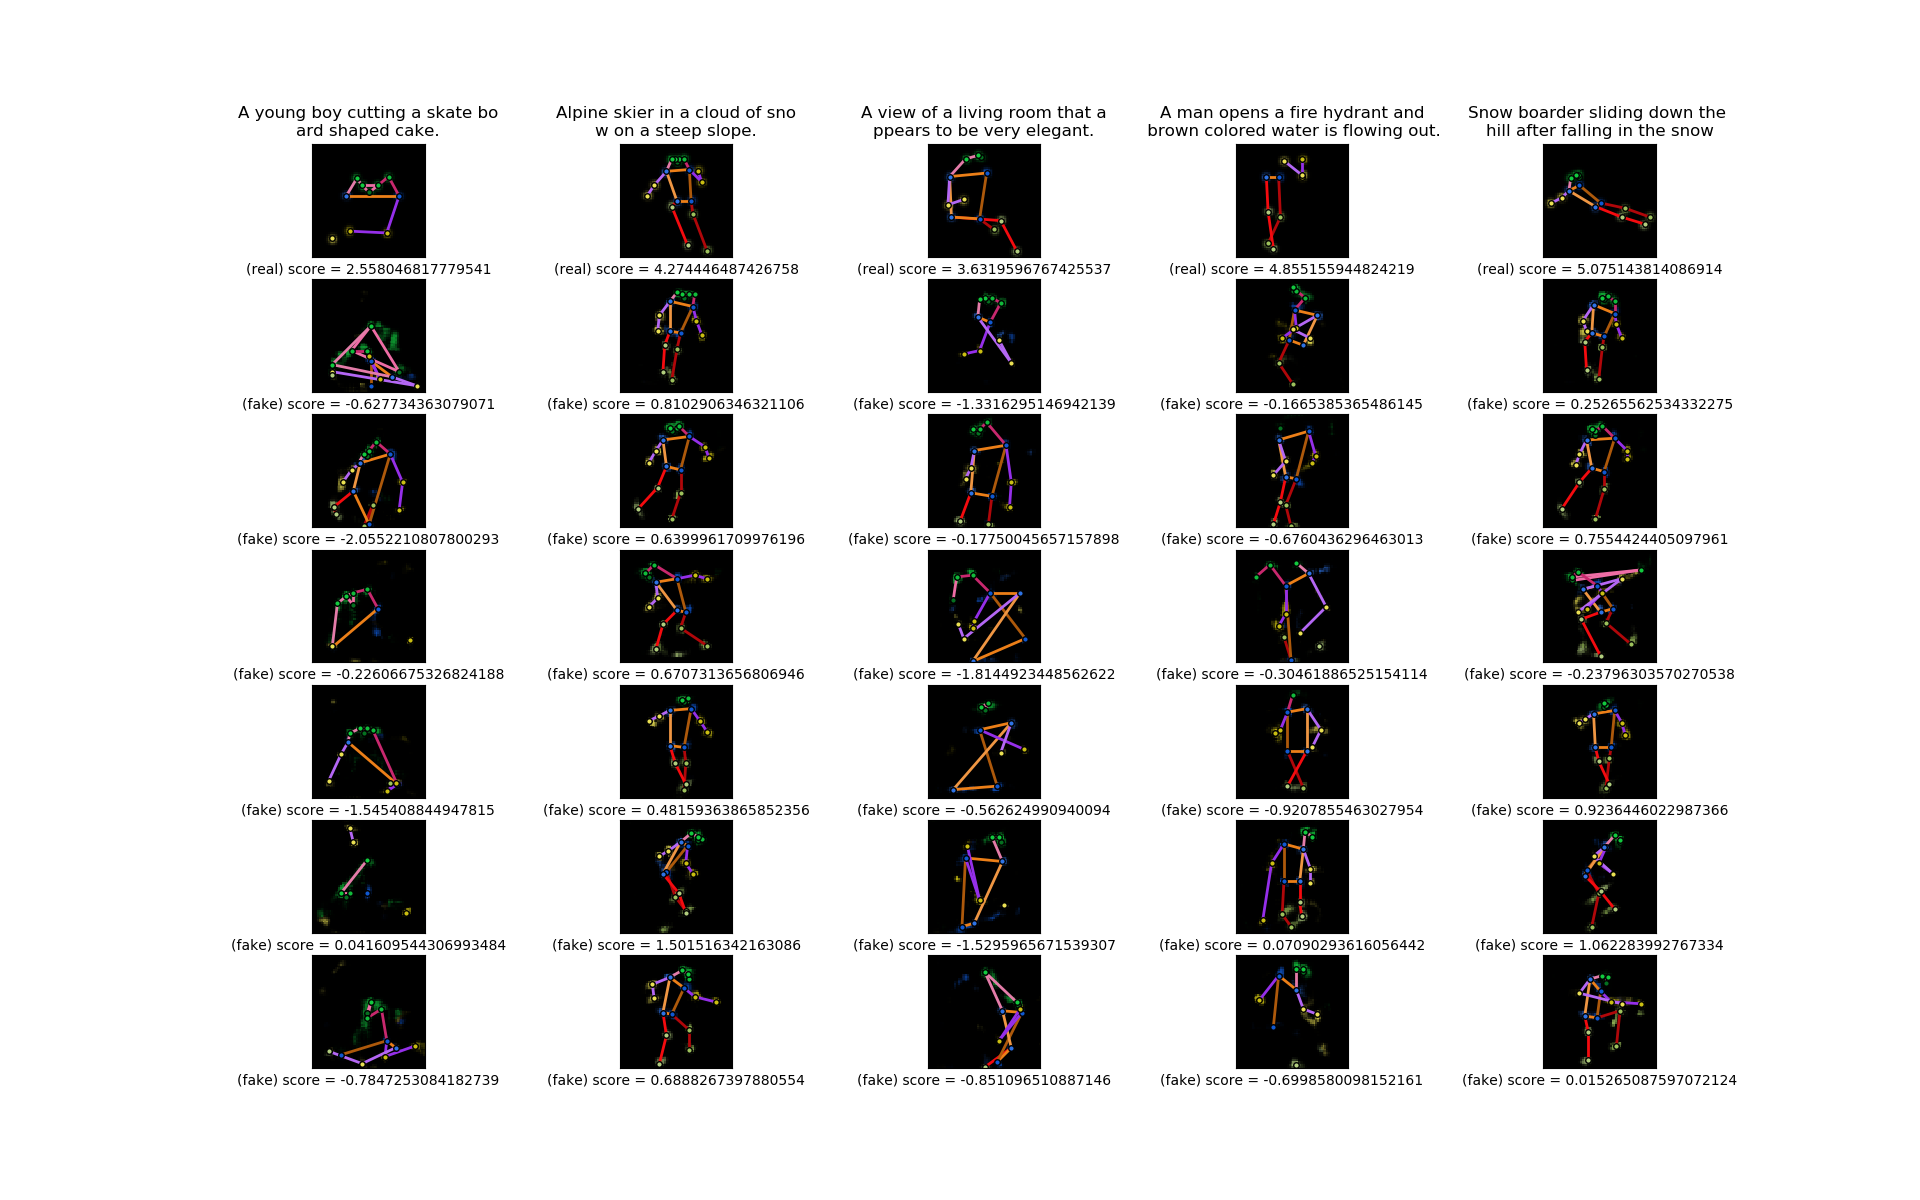 A young boy cutting a skate bo
ard shaped cake.
Alpine skier in a cloud of sno
w on a steep slope.
A view of a living room that a
ppears to be very elegant.
A man opens a fire hydrant and
brown colored water is flowing out.
Snow boarder sliding down the
hill after falling in the snow
(real) score = 2.558046817779541
(real) score = 4.274446487426758
(real) score = 3.6319596767425537
(real) score = 4.855155944824219
(real) score = 5.075143814086914
(fake) score = -0.627734363079071
(fake) score = 0.8102906346321106
(fake) score = -1.3316295146942139
(fake) score = -0.1665385365486145
(fake) score = 0.25265562534332275
(fake) score = -2.0552210807800293
(fake) score = 0.6399961709976196
(fake) score = -0.17750045657157898
(fake) score = -0.6760436296463013
(fake) score = 0.7554424405097961
(fake) score = -0.22606675326824188
(fake) score = 0.6707313656806946
(fake) score = -1.8144923448562622
(fake) score = -0.30461886525154114
(fake) score = -0.23796303570270538
(fake) score = -1.545408844947815
(fake) score = 0.48159363865852356
(fake) score = -0.562624990940094
(fake) score = -0.9207855463027954
(fake) score = 0.9236446022987366
(fake) score = 0.041609544306993484
(fake) score = 1.501516342163086
(fake) score = -1.5295965671539307
(fake) score = 0.07090293616056442
(fake) score = 1.062283992767334
(fake) score = -0.7847253084182739
(fake) score = 0.6888267397880554
(fake) score = -0.851096510887146
(fake) score = -0.6998580098152161
(fake) score = 0.015265087597072124